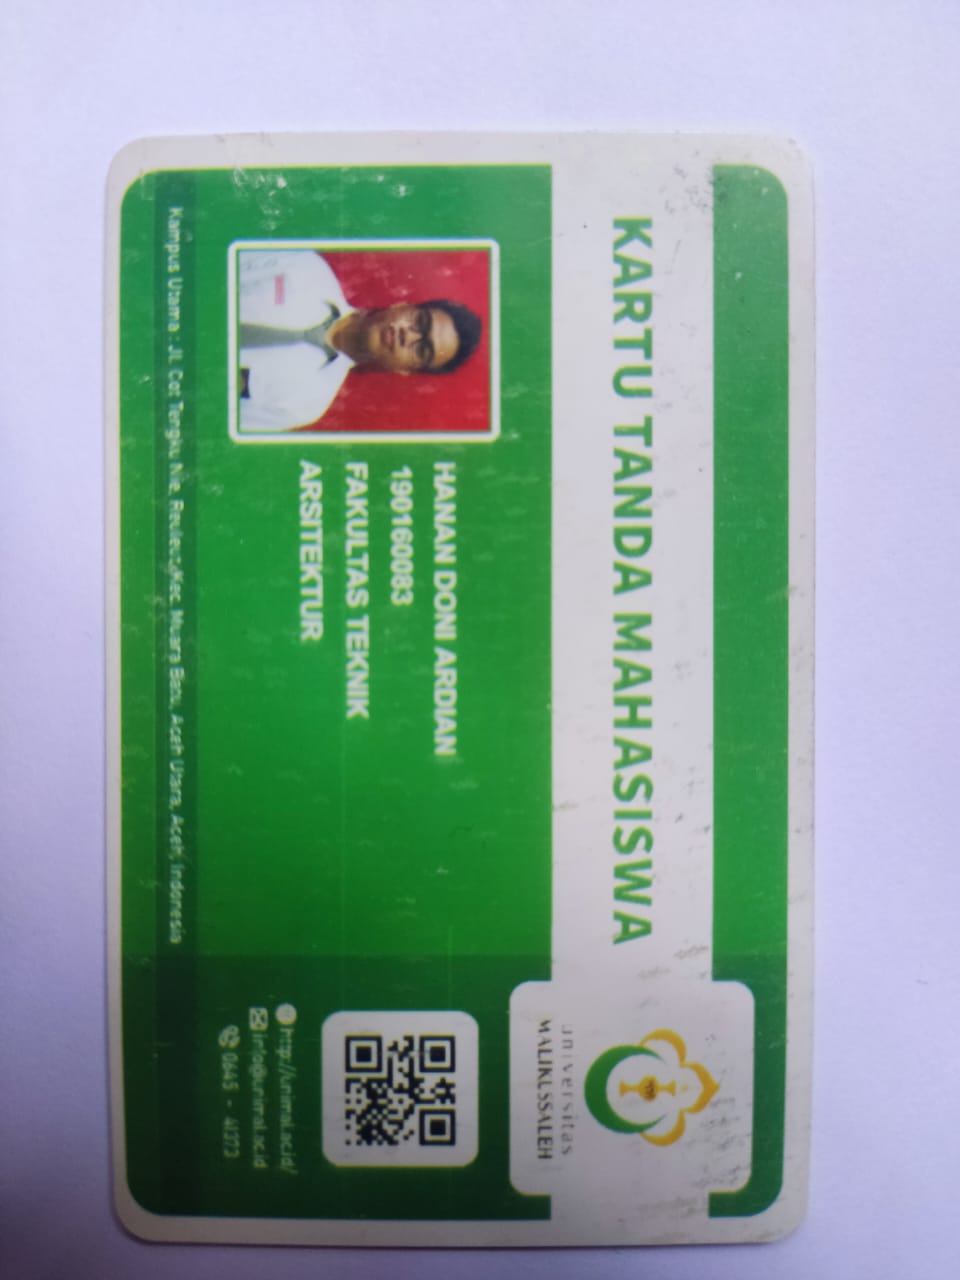 KARTU TANDA MAHASISWA
universitas
MALIKUSSALEH
HANAN DONI ARDIAN
190160083
FAKULTAS TEKNIK
ARSITEKTUR
http://unimal.ac.id/
info@unimal.ac.id
0645 - 41373
Kampus Utama : Jl. Cot Tengku Nie, Reuleut, Kec. Muara Batu, Aceh Utara, Aceh, Indonesia